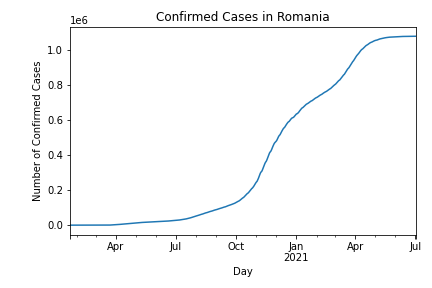 Confirmed Cases in Romania
1e6
1.0
0.8
0.6
0.4
0.2
0.0
Number of Confirmed Cases
Apr
Jul
Oct
Jan
2021
Apr
Jul
Day